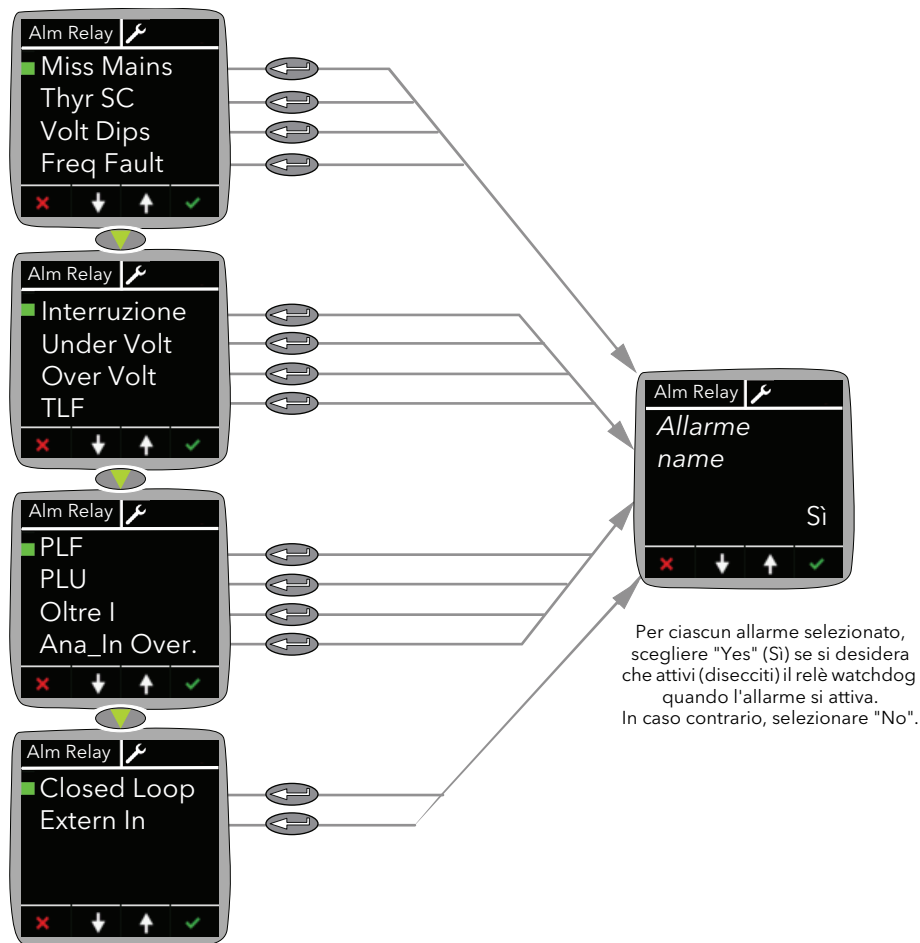 Alm Relay
Miss Mains
Thyr SC
Volt Dips
Freq Fault
Alm Relay
Interruzione
Under Volt
Over Volt
TLF
Alm Relay
PLF
PLU
Oltre I
Ana_In Over.
Alm Relay
Closed Loop
Extern In
Alm Relay
Allarme
name
Sì
Per ciascun allarme selezionato,
scegliere "Yes" (Sì) se si desidera
che attivi (disecciti) il relè watchdog
quando l'allarme si attiva.
In caso contrario, selezionare "No".